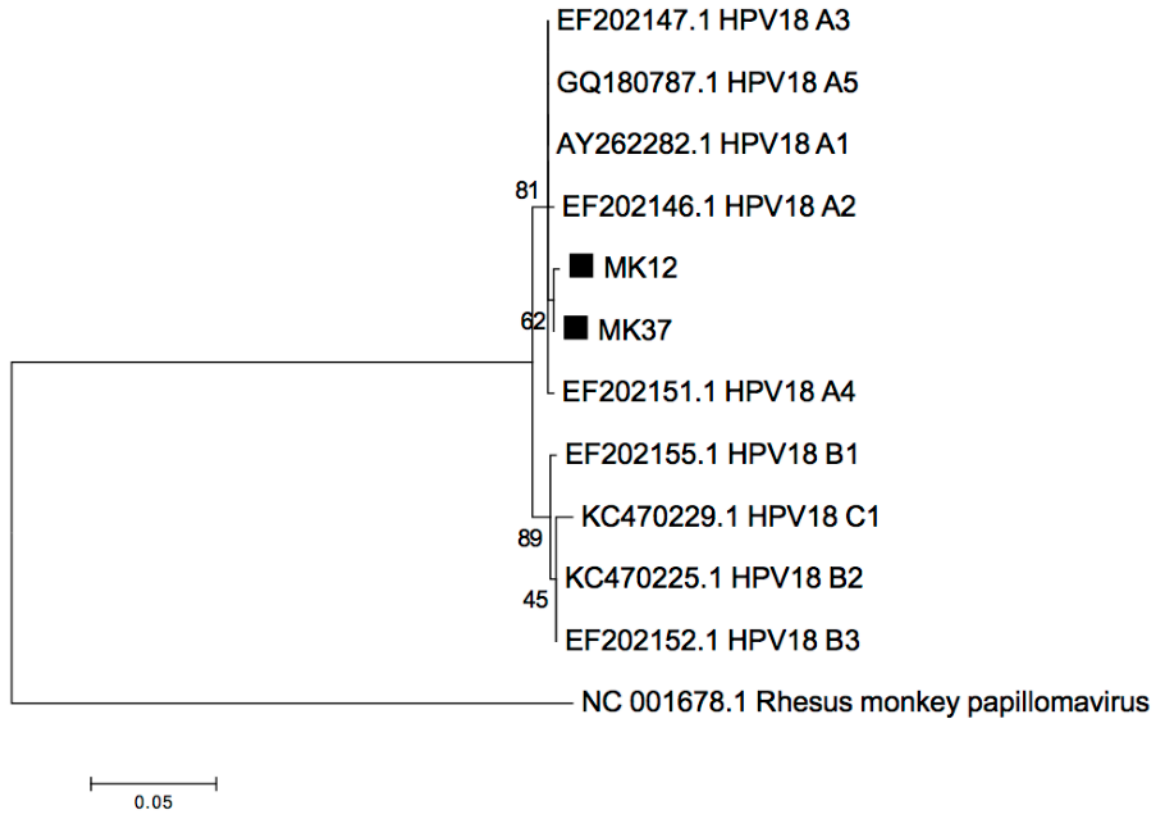 EF202147.1 HPV18 A3
GQ180787.1 HPV18 A5
AY262282.1 HPV18 A1
81
EF202146.1 HPV18 A2
MK12
62
MK37
EF202151.1 HPV18 A4
EF202155.1 HPV18 B1
KC470229.1 HPV18 C1
89
KC470225.1 HPV18 B2
45
EF202152.1 HPV18 B3
NC 001678.1 Rhesus monkey papillomavirus
0.05